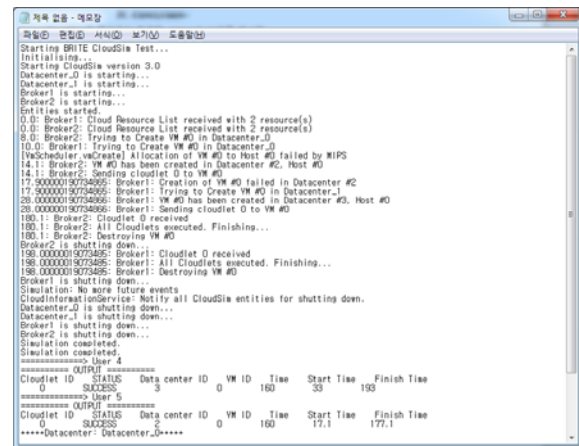 제목 없음 - 메모장
파일(F) 편집(E) 서식(O) 보기(V) 도움말(H)
Starting BRITE CloudSim Test...
Initialising...
Starting CloudSim version 3.0
Datacenter_0 is starting...
Datacenter_1 is starting...
Broker1 is starting...
Broker2 is starting...
Entities started.
0.0: Broker1: Cloud Resource List received with 2 resource(s)
0.0: Broker2: Cloud Resource List received with 2 resource(s)
8.0: Broker2: Trying to Create VM #0 in Datacenter_0
10.0: Broker1: Trying to Create VM #0 in Datacenter_0
[VmScheduler.vmCreate] Allocation of VM #0 to Host #0 failed by MIPS
14.1: Broker2: VM #0 has been created in Datacenter #2, Host #0
14.1: Broker2: Sending cloudlet 0 to VM #0
17.900000190734865: Broker1: Creation of VM #0 failed in Datacenter #2
17.900000190734865: Broker1: Trying to Create VM #0 in Datacenter_1
28.000000190734866: Broker1: VM #0 has been created in Datacenter #3, Host #0
28.000000190734866: Broker1: Sending cloudlet 0 to VM #0
180.1: Broker2: Cloudlet 0 received
180.1: Broker2: All Cloudlets executed. Finishing...
180.1: Broker2: Destroying VM #0
Broker2 is shutting down...
198.00000019073485: Broker1: Cloudlet 0 received
198.00000019073485: Broker1: All Cloudlets executed. Finishing...
198.00000019073485: Broker1: Destroying VM #0
Broker1 is shutting down...
Simulation: No more future events
CloudInformationService: Notify all CloudSim entities for shutting down.
Datacenter_0 is shutting down...
Datacenter_1 is shutting down...
Broker1 is shutting down...
Broker2 is shutting down...
Simulation completed.
Simulation completed.
=============> User 4
========== OUTPUT ==========
Cloudlet ID STATUS Data center ID VM ID Time Start Time Finish Time
0 SUCCESS 3 0 160 33 193
=============> User 5
========== OUTPUT ==========
Cloudlet ID STATUS Data center ID VM ID Time Start Time Finish Time
0 SUCCESS 2 0 160 17.1 177.1
*****Datacenter: Datacenter_0*****